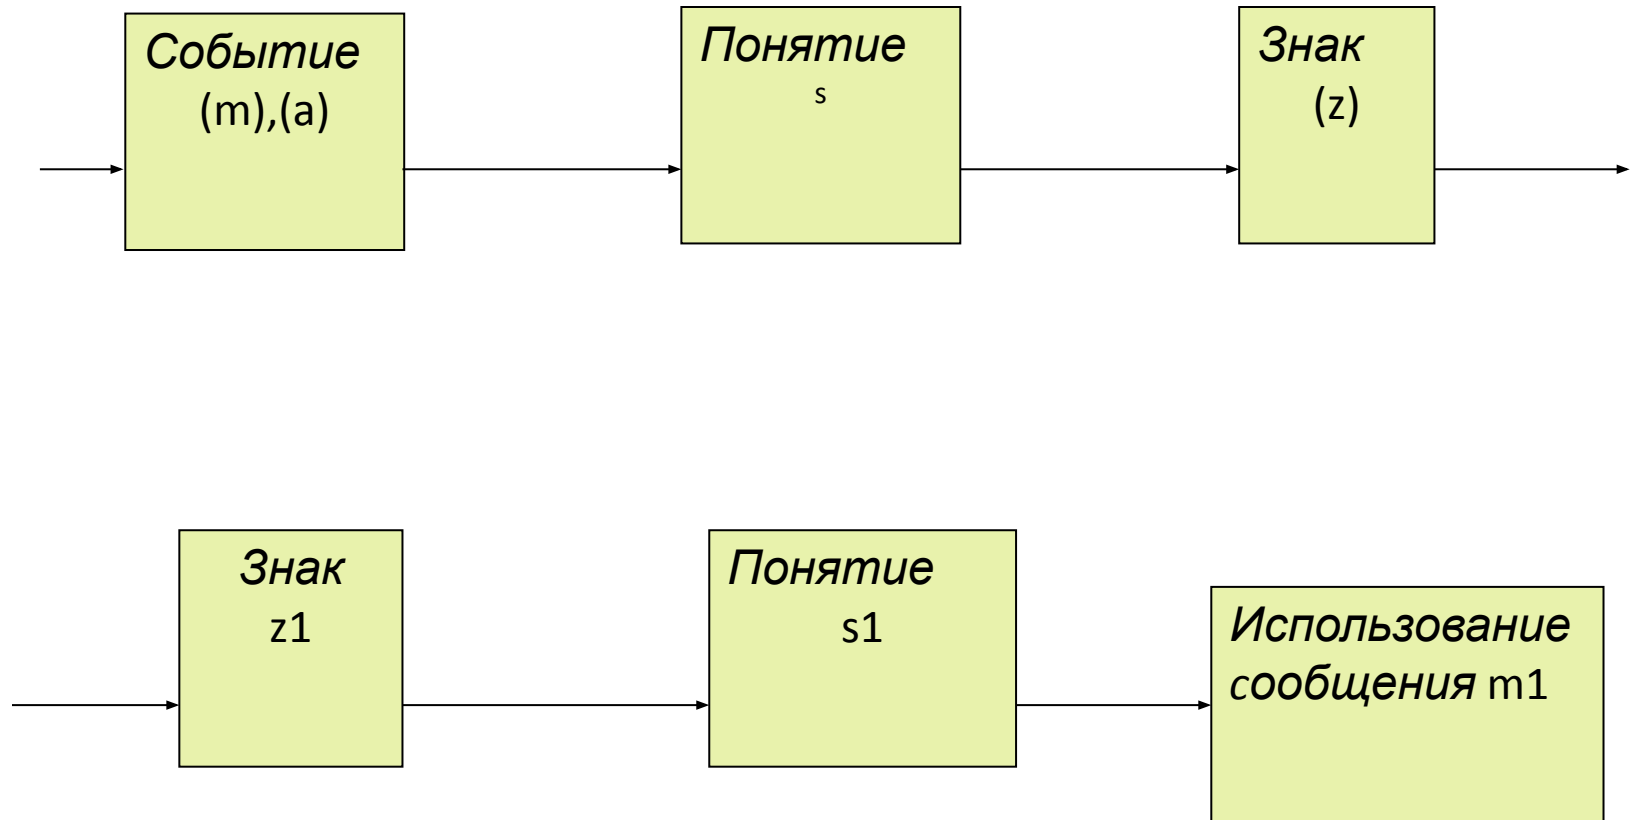 Событие
(m),(a)
Понятие
s
Знак
(z)
Знак
z1
Понятие
s1
Использование
сообщения m1